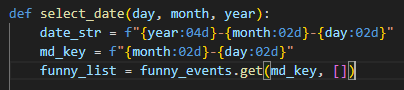 def select_date(day, month, year):
    date_str = f"{year:04d}-{month:02d}-{day:02d}"
    md_key = f"{month:02d}-{day:02d}"
    funny_list = funny_events.get(md_key, [])